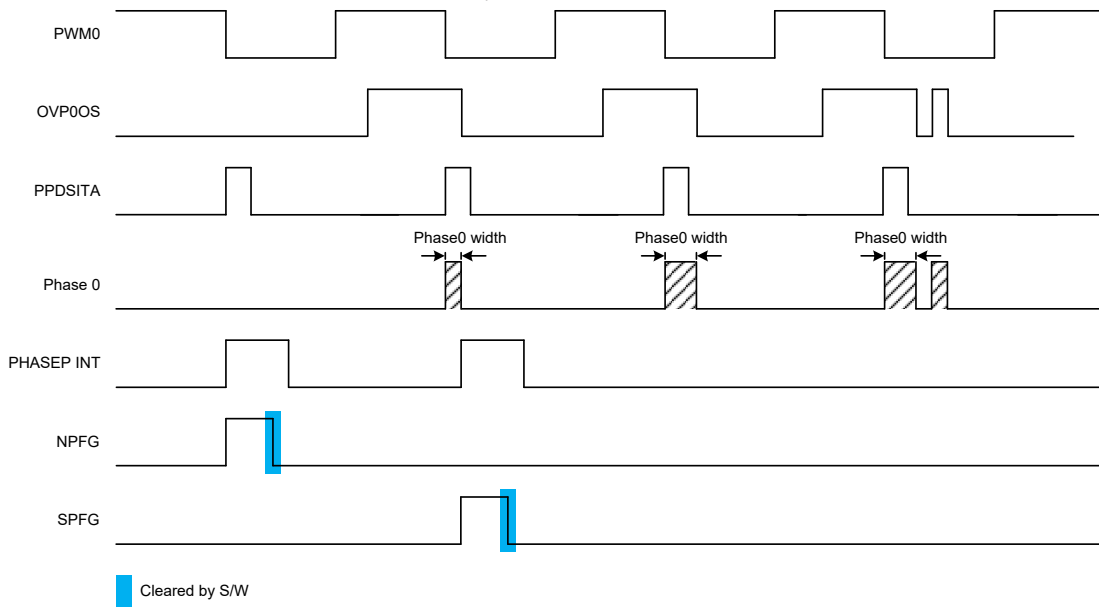 PWM0
OVP0OS
PPDSITA
Phase0 width Phase0 width Phase0 width
Phase 0
PHASEP INT
NPFG
SPFG
Cleared by S/W